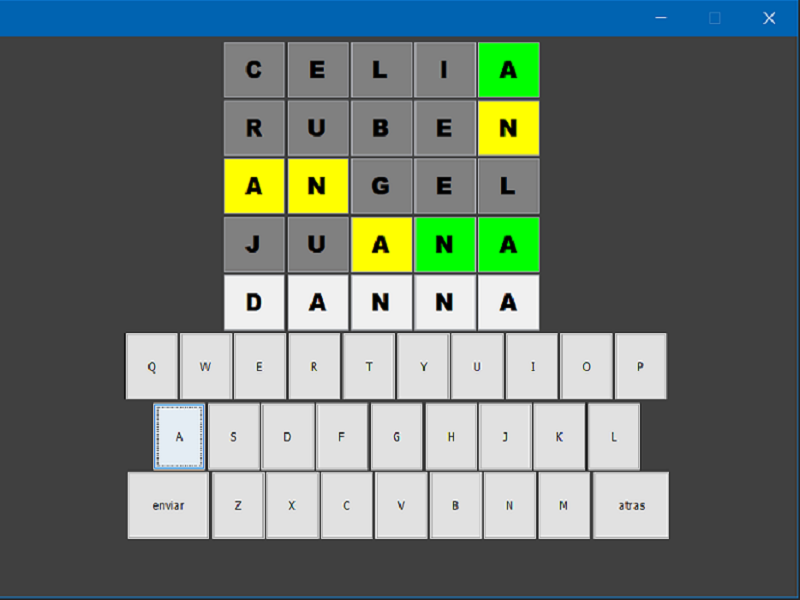 C E L I A
R U B E N
A N G E L
J U A N A
D A N N A
Q W E R T Y U I O P
A S D F G H J K L
enviar Z X C V B N M atras